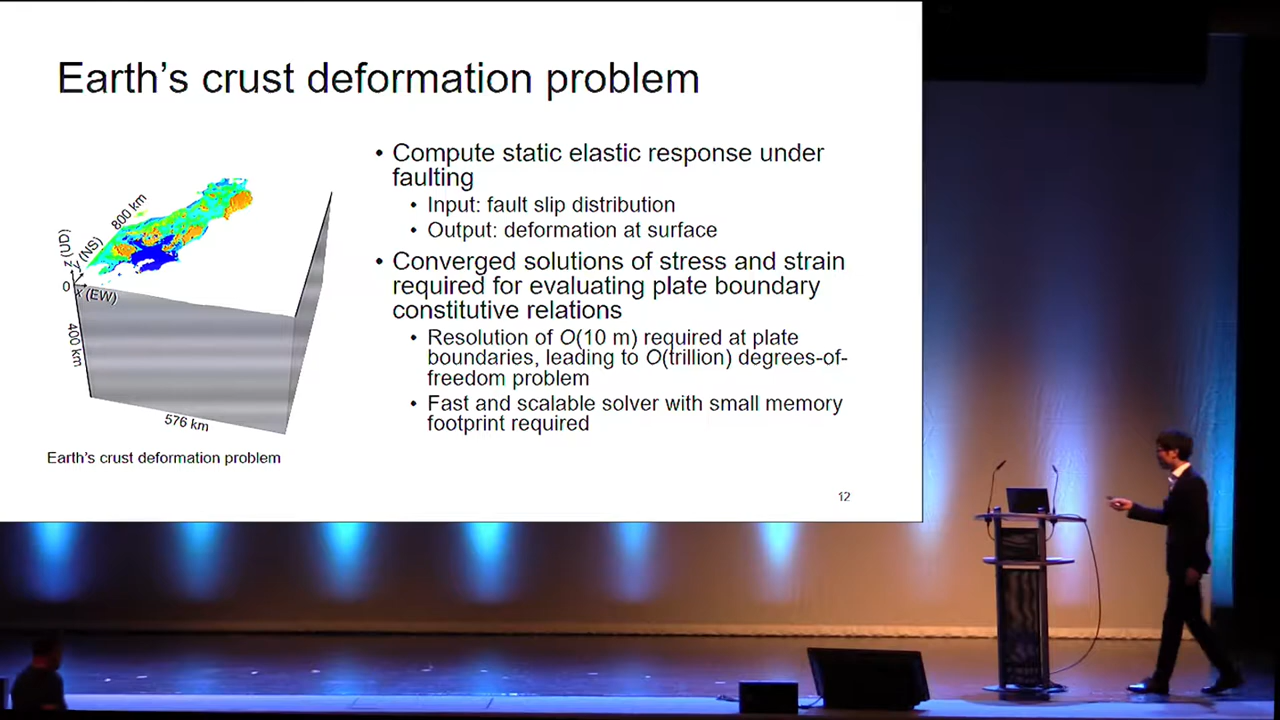 Earth's crust deformation problem
• Compute static elastic response under
faulting
• Input: fault slip distribution
• Output: deformation at surface
• Converged solutions of stress and strain
required for evaluating plate boundary
constitutive relations
• Resolution of O(10 m) required at plate
boundaries, leading to O(trillion) degrees-of-
freedom problem
• Fast and scalable solver with small memory
footprint required
800 km
z (up)
y (NS)
0
x (EW)
400 km
576 km
Earth's crust deformation problem
12